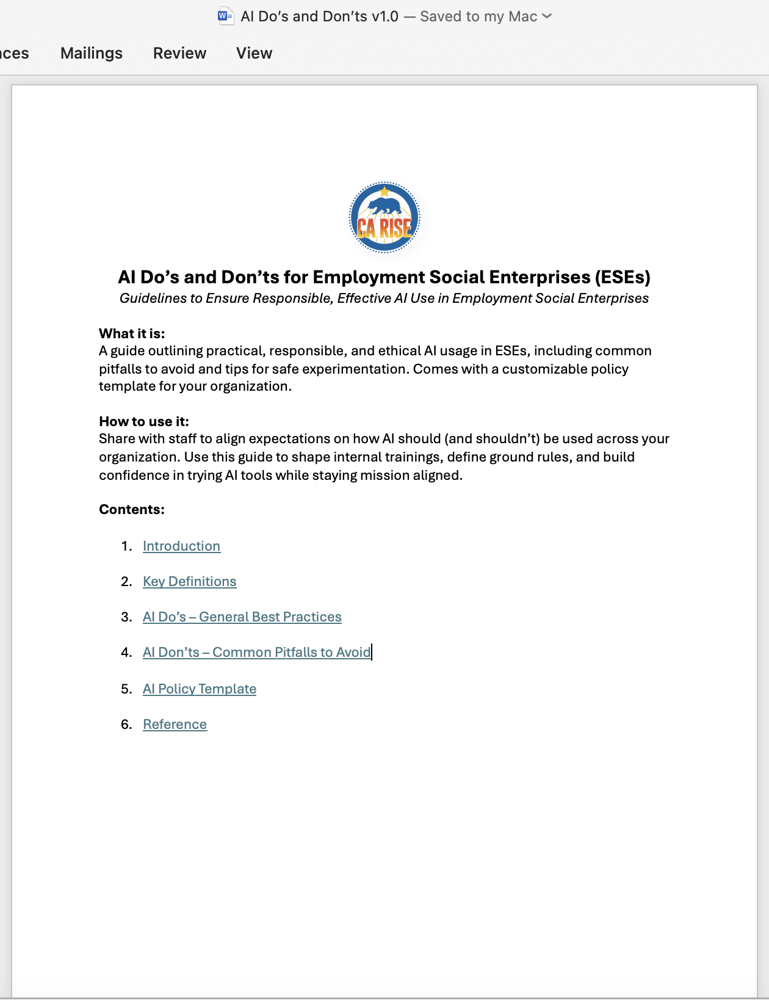 AI Do’s and Don’ts v1.0 — Saved to my Mac
nces Mailings Review View
CA RISE
AI Do’s and Don’ts for Employment Social Enterprises (ESEs)
Guidelines to Ensure Responsible, Effective AI Use in Employment Social Enterprises
What it is:
A guide outlining practical, responsible, and ethical AI usage in ESEs, including common
pitfalls to avoid and tips for safe experimentation. Comes with a customizable policy
template for your organization.
How to use it:
Share with staff to align expectations on how AI should (and shouldn’t) be used across your
organization. Use this guide to shape internal trainings, define ground rules, and build
confidence in trying AI tools while staying mission aligned.
Contents:
1. Introduction
2. Key Definitions
3. AI Do’s – General Best Practices
4. AI Don’ts – Common Pitfalls to Avoid
5. AI Policy Template
6. Reference